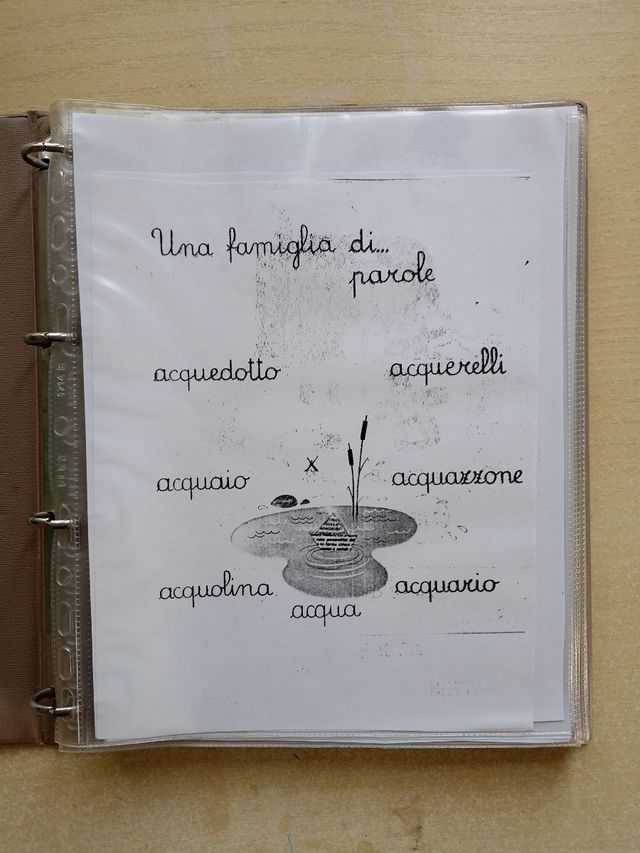 Una famiglia di...
parole
acquedotto acquerelli
x
acquaio acquazzone
acquolina acquario
acqua